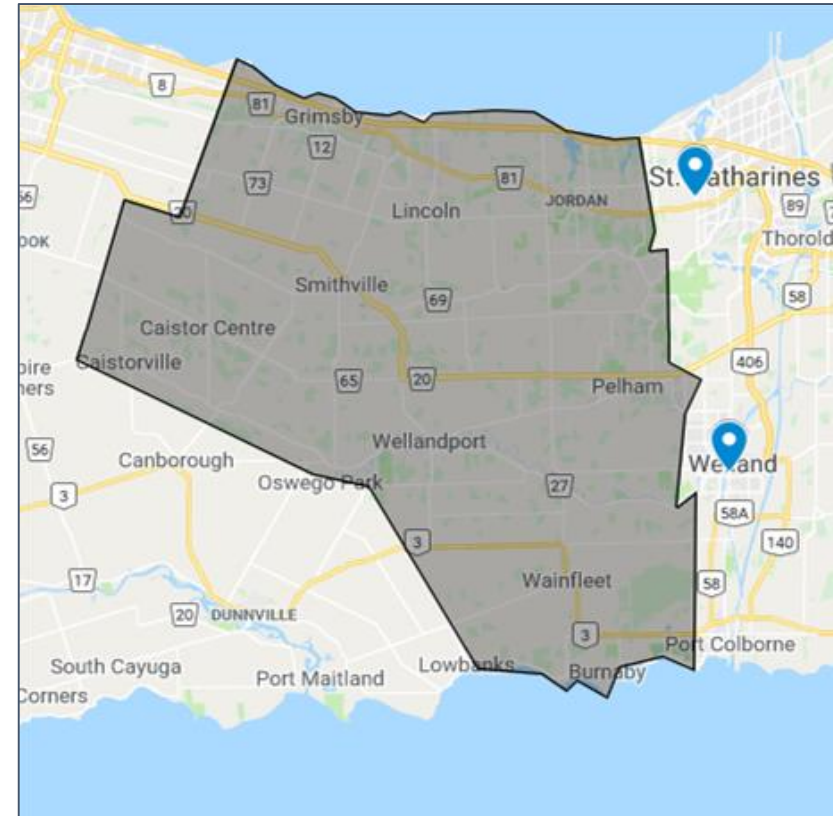 8
81
Grimsby
12
73
81
St. Catharines
66
20
Lincoln
JORDAN
89
OOK
Thorold
Smithville
69
58
Caistor Centre
Caistorville
406
65
20
Pelham
56
Wellandport
Canborough
Welland
Oswego Park
27
3
58A
3
140
17
Wainfleet
58
20
DUNNVILLE
3
Port Colborne
South Cayuga
Port Maitland
Lowbanks
Burnaby
Corners